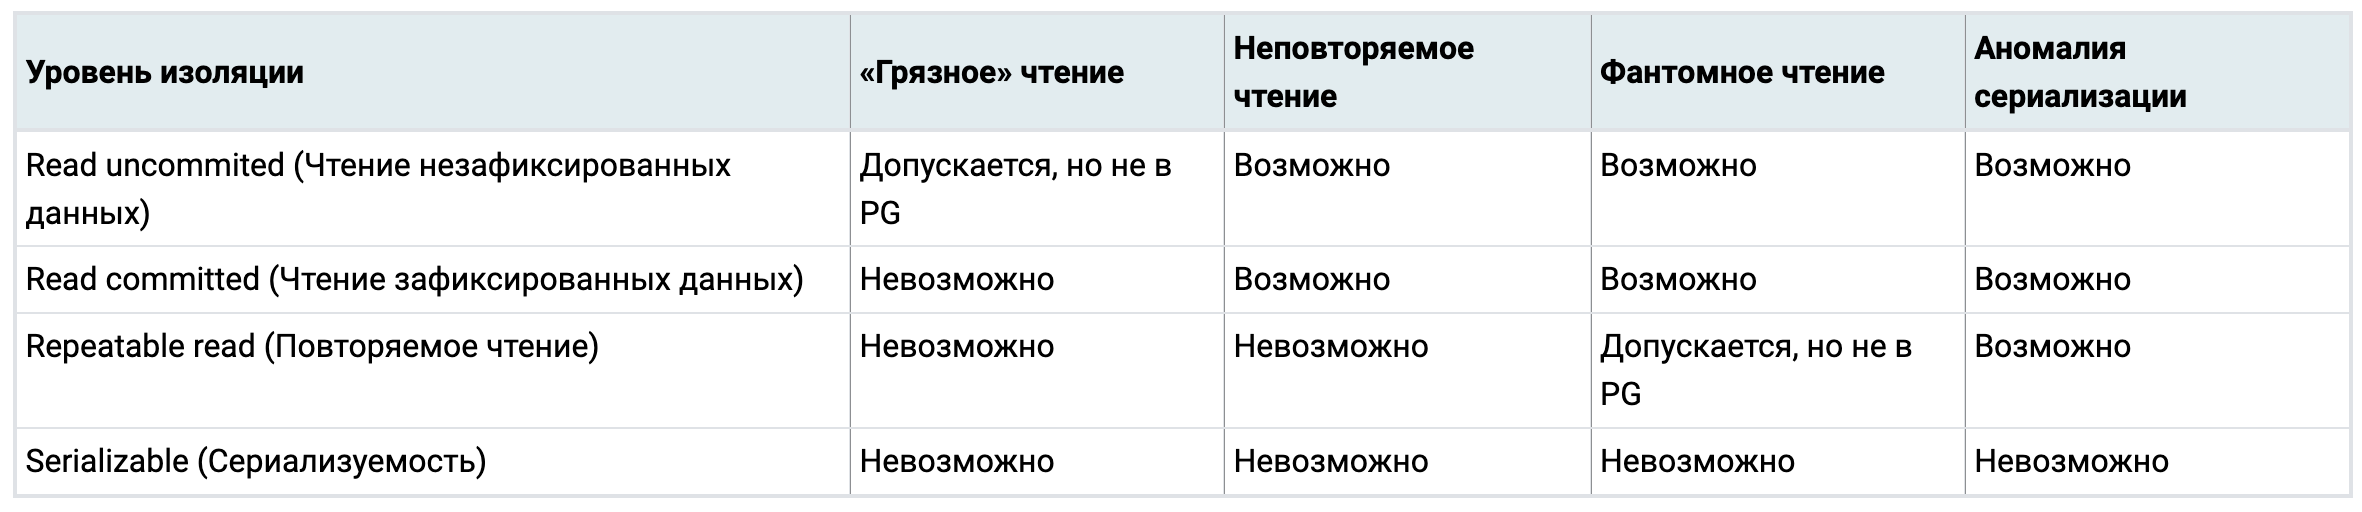 Уровень изоляции
«Грязное» чтение
Неповторяемое
чтение
Фантомное чтение
Аномалия
сериализации
Read uncommited (Чтение незафиксированных
данных)
Допускается, но не в
PG
Возможно
Возможно
Возможно
Read committed (Чтение зафиксированных данных)
Невозможно
Возможно
Возможно
Возможно
Repeatable read (Повторяемое чтение)
Невозможно
Невозможно
Допускается, но не в
PG
Возможно
Serializable (Сериализуемость)
Невозможно
Невозможно
Невозможно
Невозможно